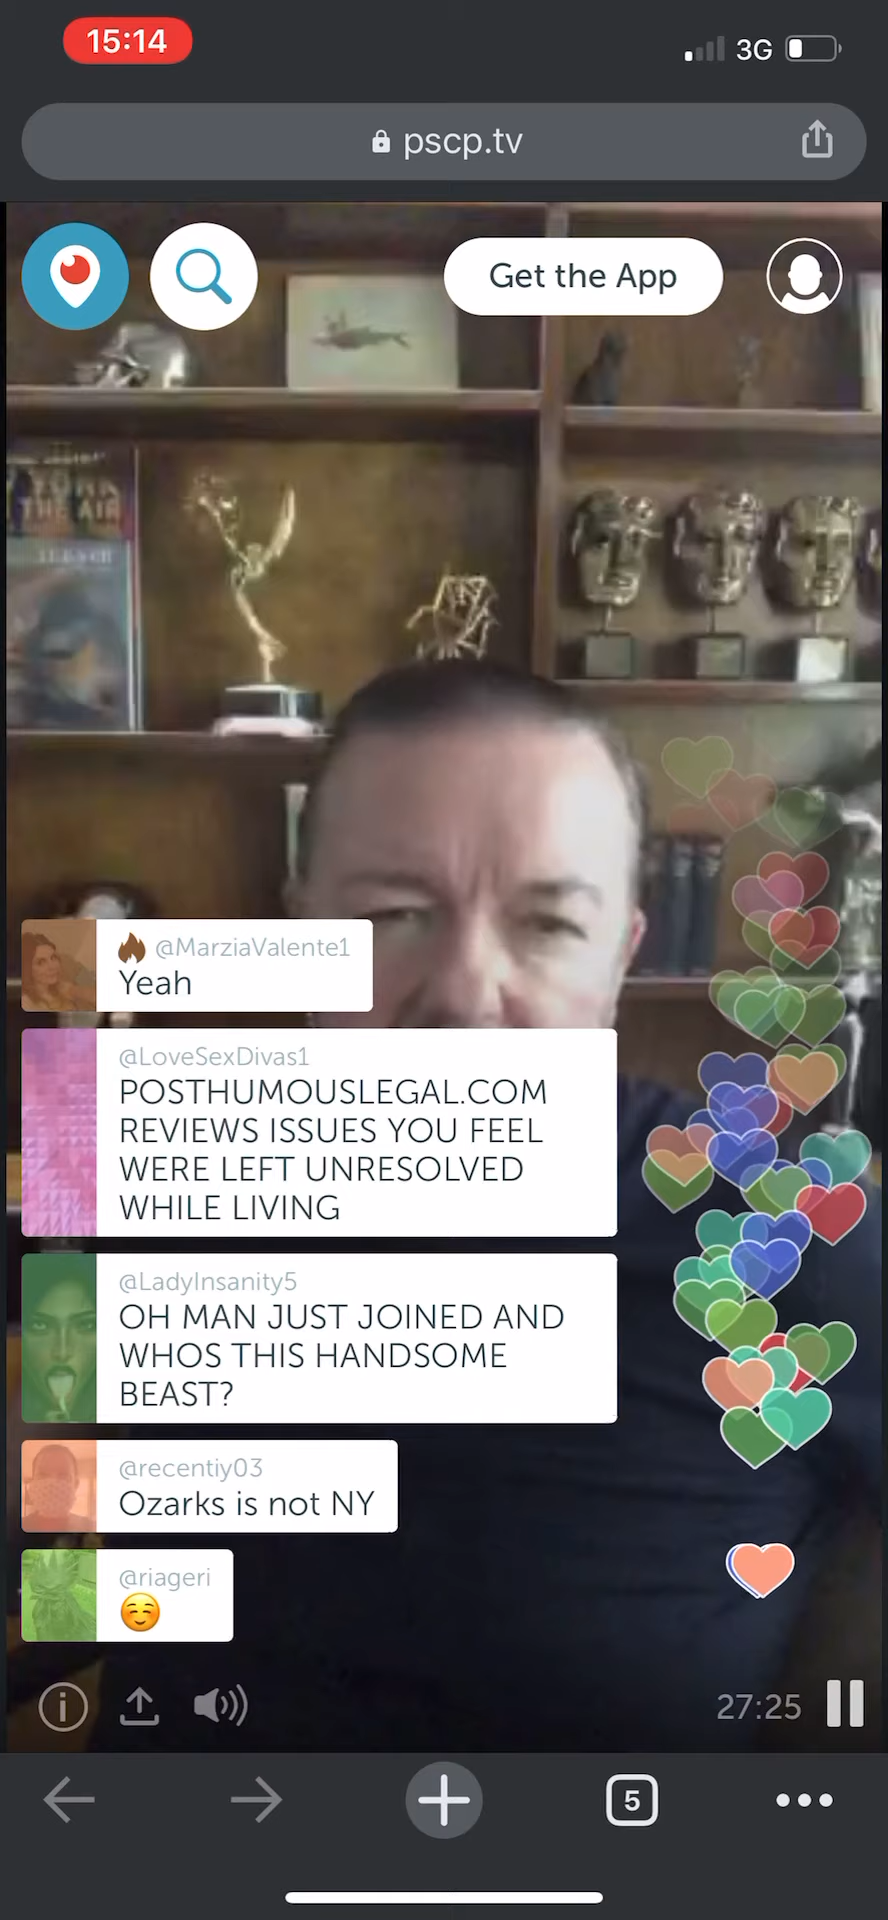 15:14
3G
pscp.tv
Get the App
THE AIR
@MarziaValente1
Yeah
@LoveSexDivas1
POSTHUMOUSLEGAL.COM
REVIEWS ISSUES YOU FEEL
WERE LEFT UNRESOLVED
WHILE LIVING
@LadyInsanity5
OH MAN JUST JOINED AND
WHOS THIS HANDSOME
BEAST?
@recentiy03
Ozarks is not NY
@riageri
☺️
27:25
5